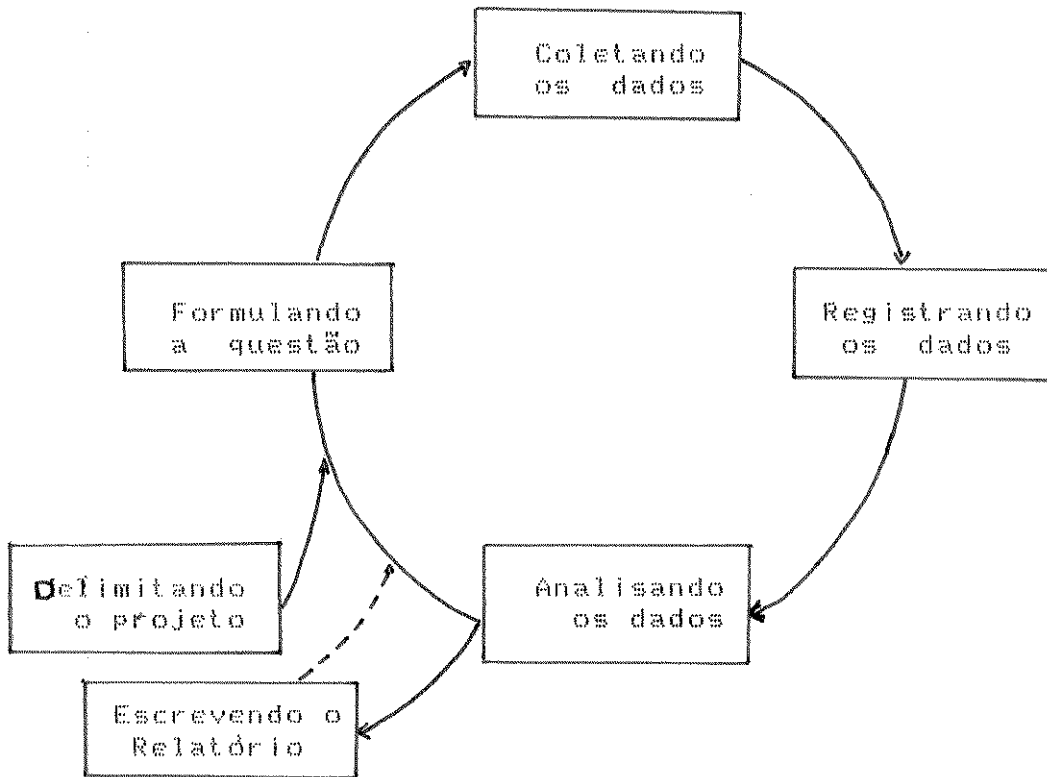 Coletando
os dados
Formulando
a questão
Registrando
os dados
Delimitando
o projeto
Analisando
os dados
Escrevendo o
Relatório